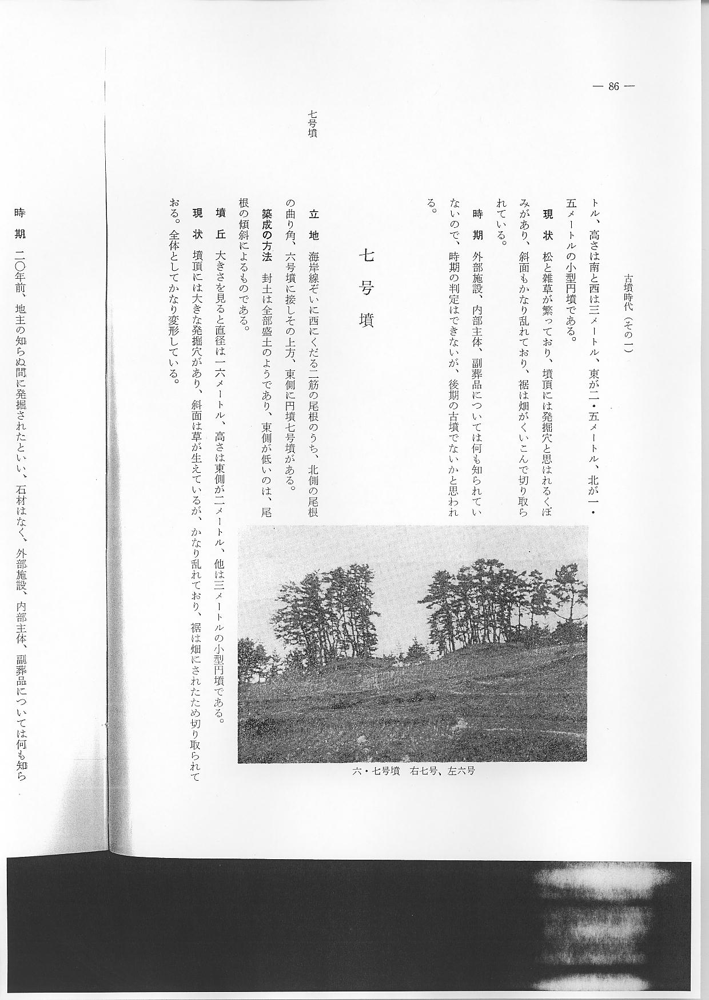 ― 86 ―
古墳時代（その一）
トル、高さは南と西は三メートル、東が二・五メートル、北が一・
五メートルの小型円墳である。
現　状　松と雑草が繁っており、墳頂には発掘穴と思はれるくぼ
みがあり、斜面もかなり乱れており、裾は畑がくいこんで切り取ら
れている。
時　期　外部施設、内部主体、副葬品については何も知られてい
ないので、時期の判定はできないが、後期の古墳でないかと思われ
る。
七号墳
七号墳
立　地　海岸線ぞいに西にくだる二筋の尾根のうち、北側の尾根
の曲り角、六号墳に接しその上方、東側に円墳七号墳がある。
築成の方法　封土は全部盛土のようであり、東側が低いのは、尾
根の傾斜によるものである。
墳　丘　大きさを見ると直径は一六メートル、高さは東側が二メートル、他は三メートルの小型円墳である。
現　状　墳頂には大きな発掘穴があり、斜面は草が生えているが、かなり乱れており、裾は畑にされたため切り取られて
おる。全体としてかなり変形している。
六・七号墳　右七号、左六号
時　期　二〇年前、地主の知らぬ間に発掘されたといい、石材はなく、外部施設、内部主体、副葬品については何も知ら